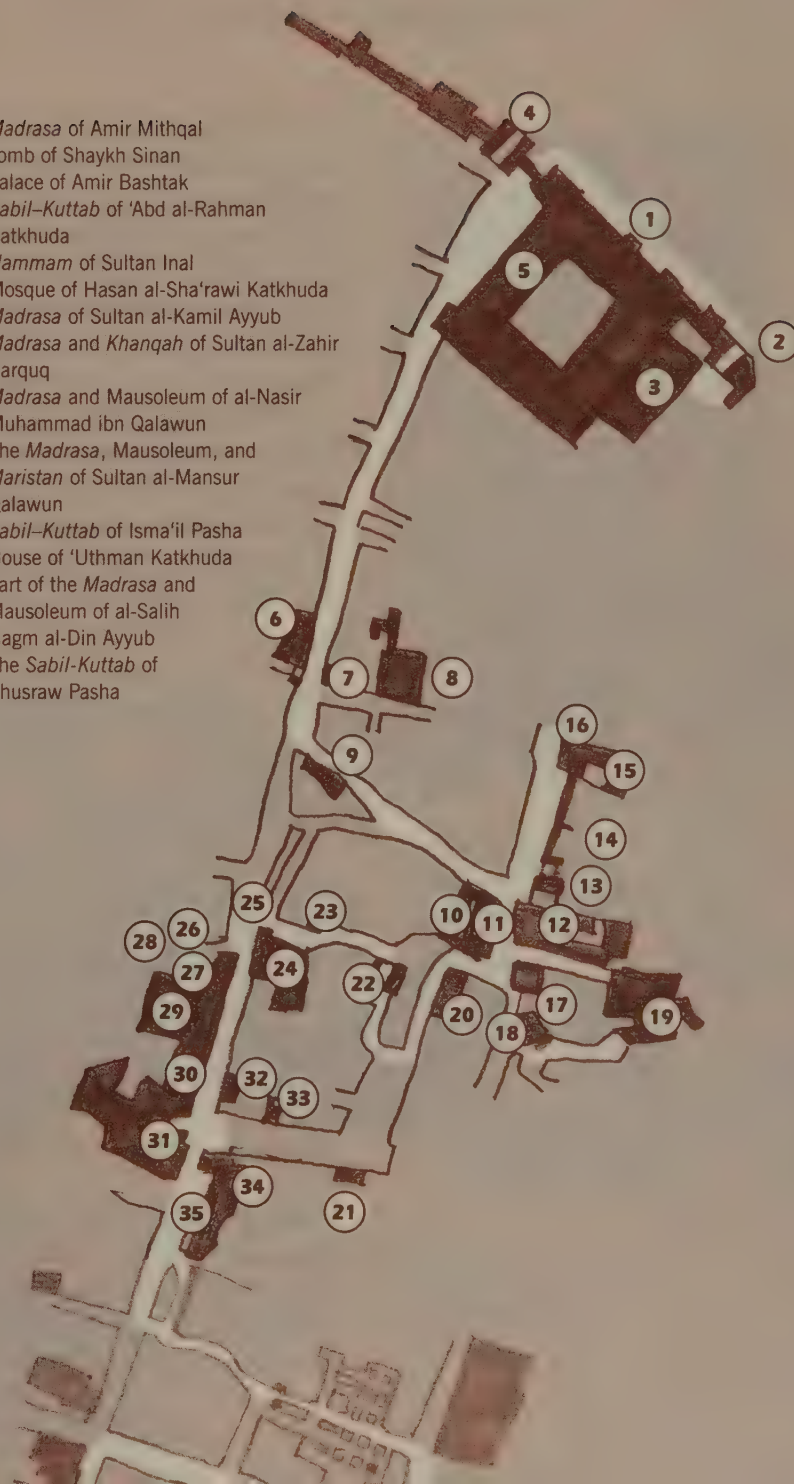 Madrasa of Amir Mithqal
omb of Shaykh Sinan
alace of Amir Bashtak
abil–Kuttab of ‘Abd al-Rahman
atkhuda
Hammam of Sultan Inal
Mosque of Hasan al-Sha‘rawi Katkhuda
Madrasa of Sultan al-Kamil Ayyub
Madrasa and Khanqah of Sultan al-Zahir
arquq
Madrasa and Mausoleum of al-Nasir
Muhammad ibn Qalawun
he Madrasa, Mausoleum, and
Maristan of Sultan al-Mansur
alawun
abil–Kuttab of Isma‘il Pasha
ouse of ‘Uthman Katkhuda
art of the Madrasa and
Mausoleum of al-Salih
agm al-Din Ayyub
he Sabil-Kuttab of
husraw Pasha
4
1
5
2
3
6
7
8
9
16
15
14
13
25
23
10
11
12
28
26
27
24
22
29
20
17
18
19
30
32
33
31
34
21
35